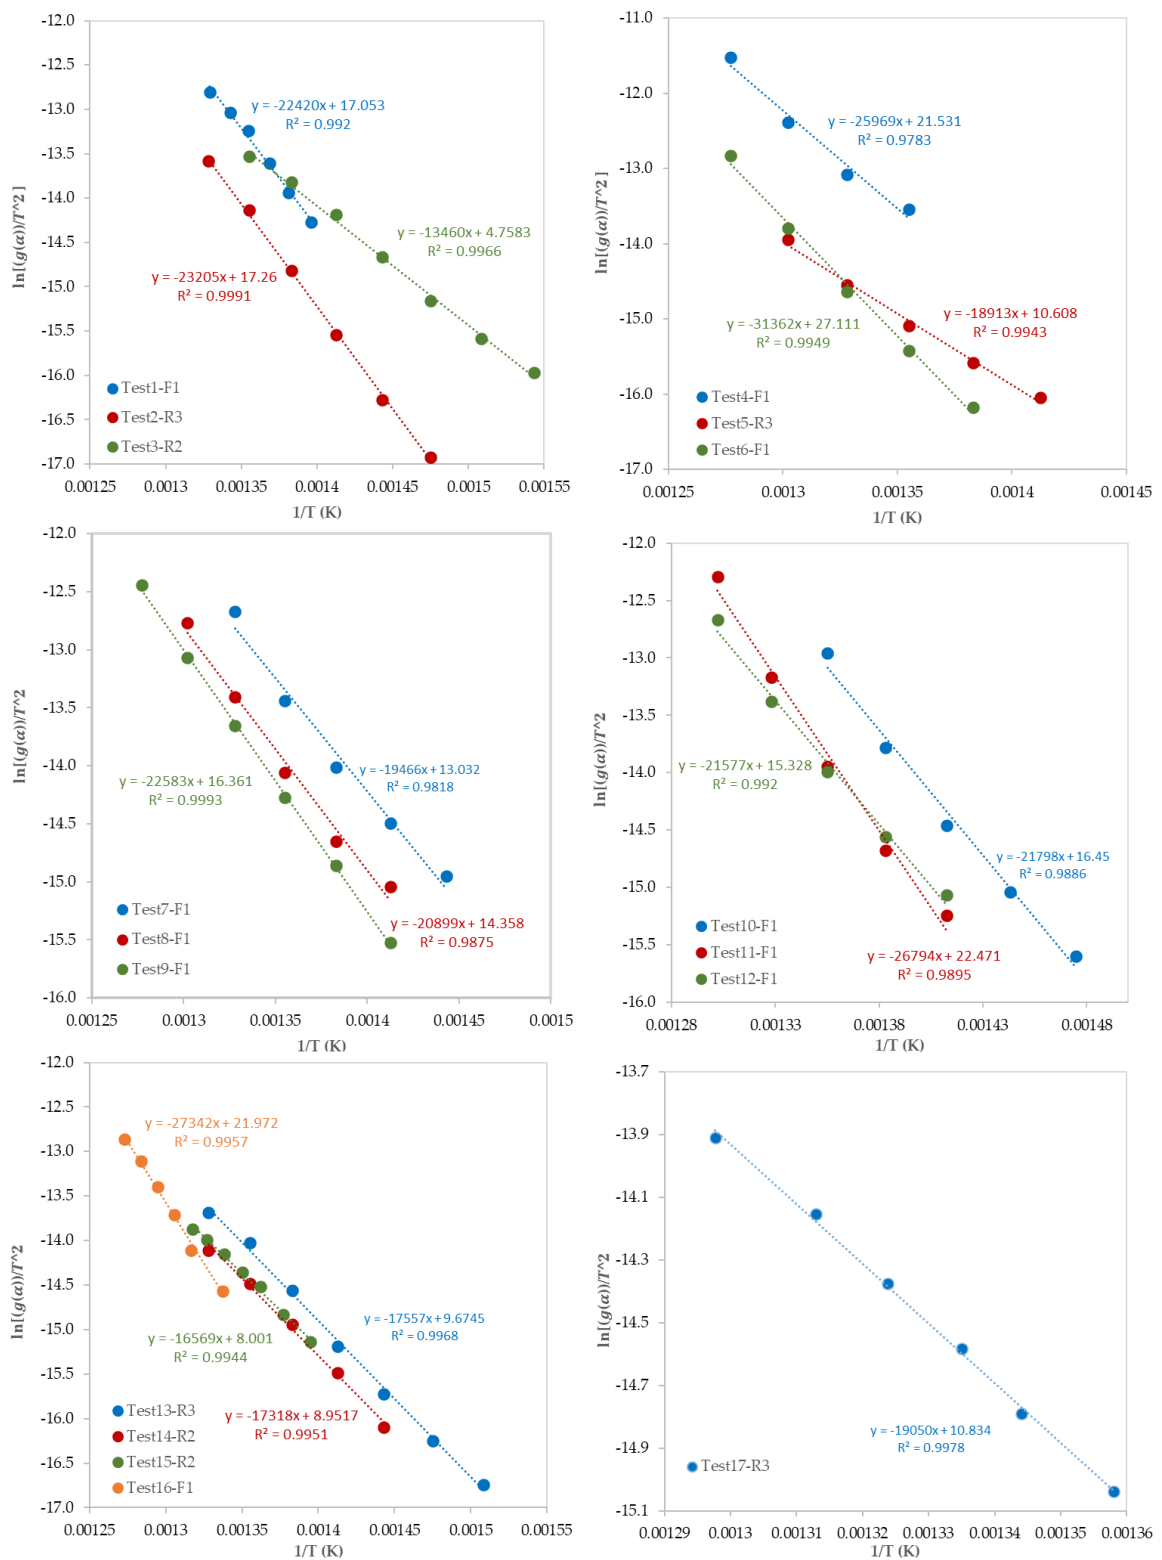 -12.0
-12.5
-13.0
-13.5
-14.0
-14.5
-15.0
-15.5
-16.0
-16.5
-17.0
ln[(g(α))/T^2]
y = -22420x + 17.053
R² = 0.992
y = -13460x + 4.7583
R² = 0.9966
y = -23205x + 17.26
R² = 0.9991
Test1-F1
Test2-R3
Test3-R2
0.00125 0.0013 0.00135 0.0014 0.00145 0.0015 0.00155
1/T (K)
-11.0
-12.0
-13.0
-14.0
-15.0
-16.0
-17.0
ln[(g(α))/T^2]
y = -25969x + 21.531
R² = 0.9783
y = -18913x + 10.608
R² = 0.9943
y = -31362x + 27.111
R² = 0.9949
Test4-F1
Test5-R3
Test6-F1
0.00125 0.0013 0.00135 0.0014 0.00145
1/T (K)
-12.0
-12.5
-13.0
-13.5
-14.0
-14.5
-15.0
-15.5
-16.0
ln[(g(α))/T^2
y = -19466x + 13.032
R² = 0.9818
y = -22583x + 16.361
R² = 0.9993
y = -20899x + 14.358
R² = 0.9875
Test7-F1
Test8-F1
Test9-F1
0.00125 0.0013 0.00135 0.0014 0.00145 0.0015
1/T (K)
-12.0
-12.5
-13.0
-13.5
-14.0
-14.5
-15.0
-15.5
-16.0
ln[(g(α))/T^2
y = -21577x + 15.328
R² = 0.992
y = -21798x + 16.45
R² = 0.9886
y = -26794x + 22.471
R² = 0.9895
Test10-F1
Test11-F1
Test12-F1
0.00128 0.00133 0.00138 0.00143 0.00148
1/T (K)
-12.0
-12.5
-13.0
-13.5
-14.0
-14.5
-15.0
-15.5
-16.0
-16.5
-17.0
ln[(g(α))/T^2
y = -27342x + 21.972
R² = 0.9957
y = -17557x + 9.6745
R² = 0.9968
y = -16569x + 8.001
R² = 0.9944
y = -17318x + 8.9517
R² = 0.9951
Test13-R3
Test14-R2
Test15-R2
Test16-F1
0.00125 0.0013 0.00135 0.0014 0.00145 0.0015 0.00155
1/T (K)
-13.7
-13.9
-14.1
-14.3
-14.5
-14.7
-14.9
-15.1
ln[(g(α))/T^2
y = -19050x + 10.834
R² = 0.9978
Test17-R3
0.00129 0.0013 0.00131 0.00132 0.00133 0.00134 0.00135 0.00136
1/T (K)